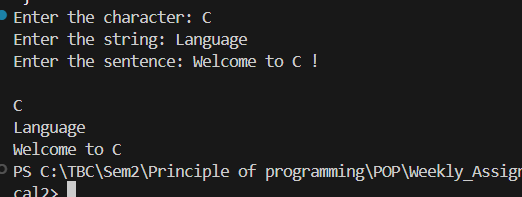 Enter the character: C
Enter the string: Language
Enter the sentence: Welcome to C !

C
Language
Welcome to C
PS C:\TBC\Sem2\Principle of programming\POP\Weekly_Assign
cal2>